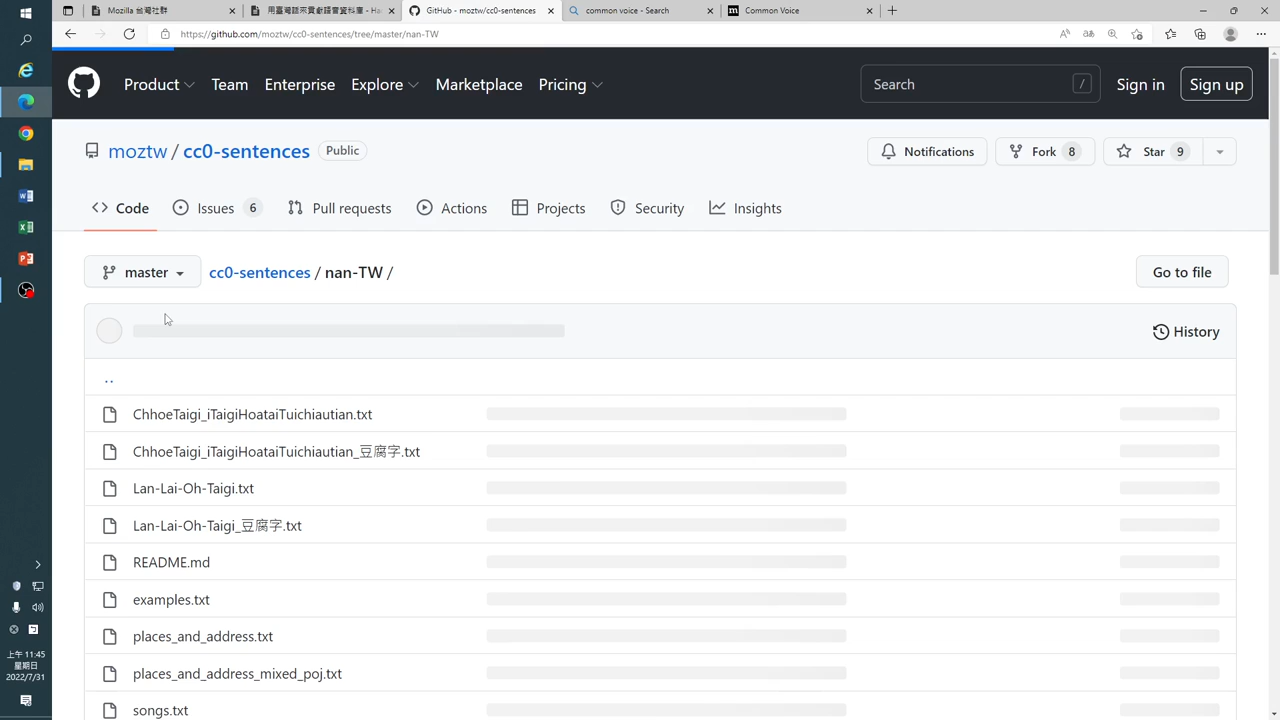 Mozilla 台灣社群
用臺灣話來貢獻語音資料庫 - Ha
GitHub - moztw/cc0-sentences
common voice - Search
Common Voice
https://github.com/moztw/cc0-sentences/tree/master/nan-TW
Product
Team
Enterprise
Explore
Marketplace
Pricing
Search
/
Sign in
Sign up
moztw / cc0-sentences
Public
Notifications
Fork 8
Star 9
Code
Issues 6
Pull requests
Actions
Projects
Security
Insights
master
cc0-sentences / nan-TW /
Go to file
History
..
ChhoeTaigi_iTaigiHoataiTuichiautian.txt
ChhoeTaigi_iTaigiHoataiTuichiautian_豆腐字.txt
Lan-Lai-Oh-Taigi.txt
Lan-Lai-Oh-Taigi_豆腐字.txt
README.md
examples.txt
places_and_address.txt
places_and_address_mixed_poj.txt
songs.txt
上午 11:45
星期日
2022/7/31